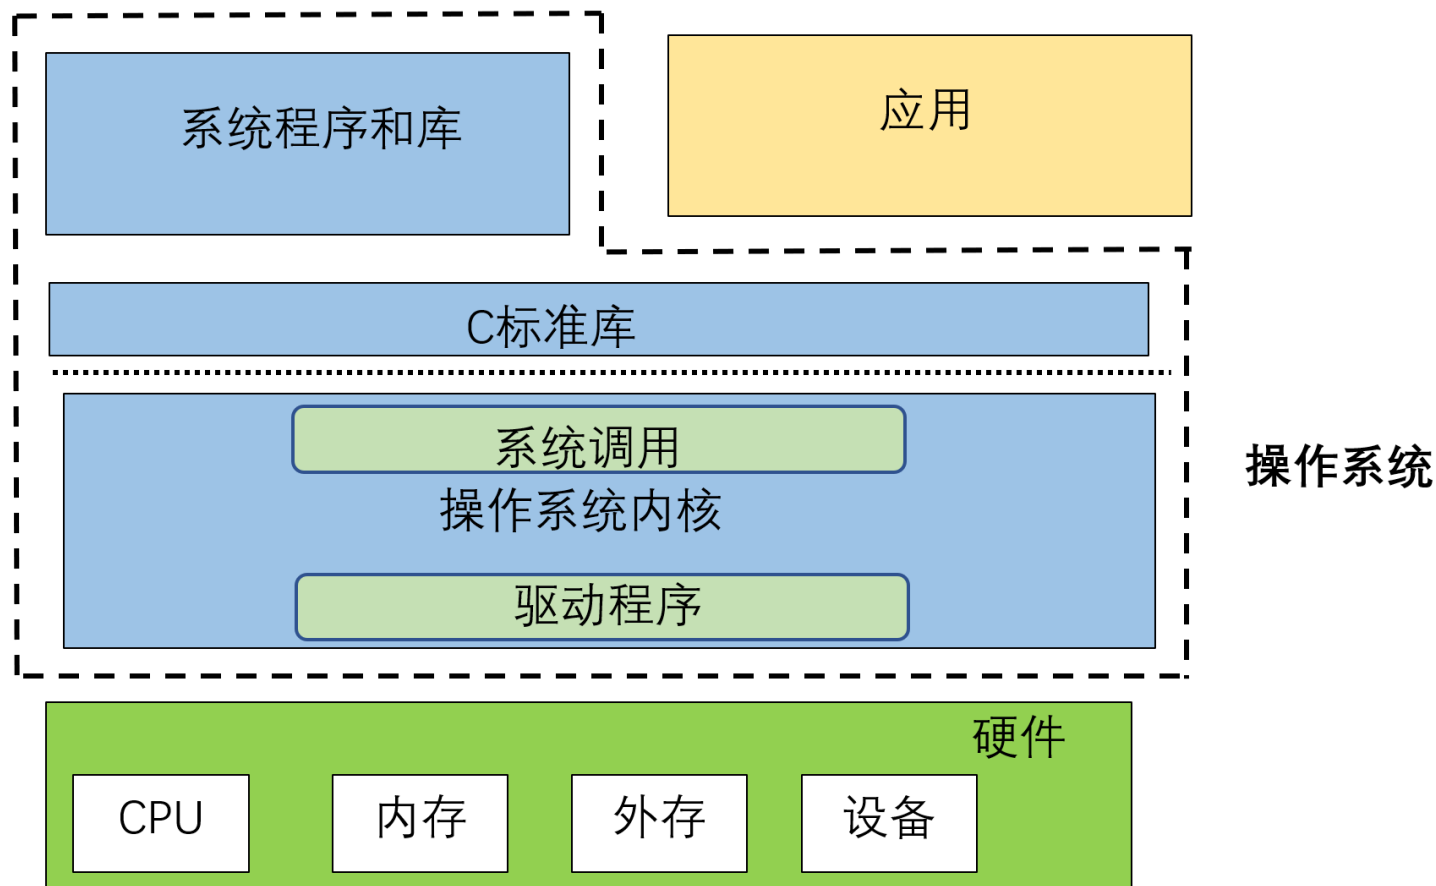 系统程序和库
应用
C标准库
系统调用
操作系统内核
操作系统
驱动程序
硬件
CPU
内存
外存
设备